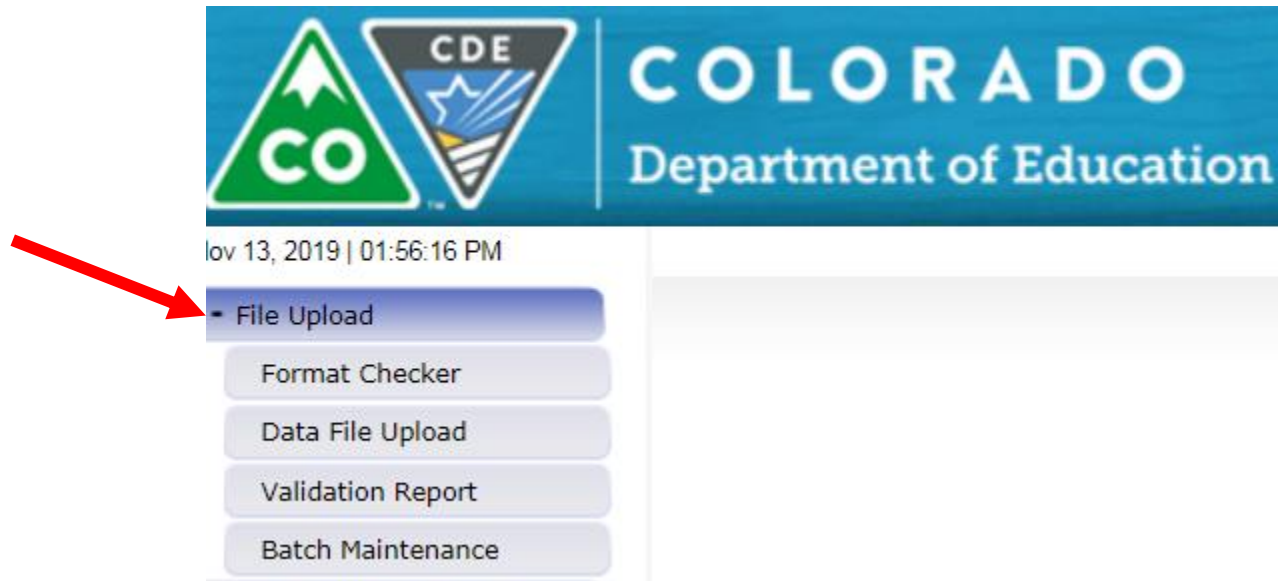 CDE
CO
™
COLORADO
Department of Education
ov 13, 2019 | 01:56:16 PM
- File Upload
Format Checker
Data File Upload
Validation Report
Batch Maintenance